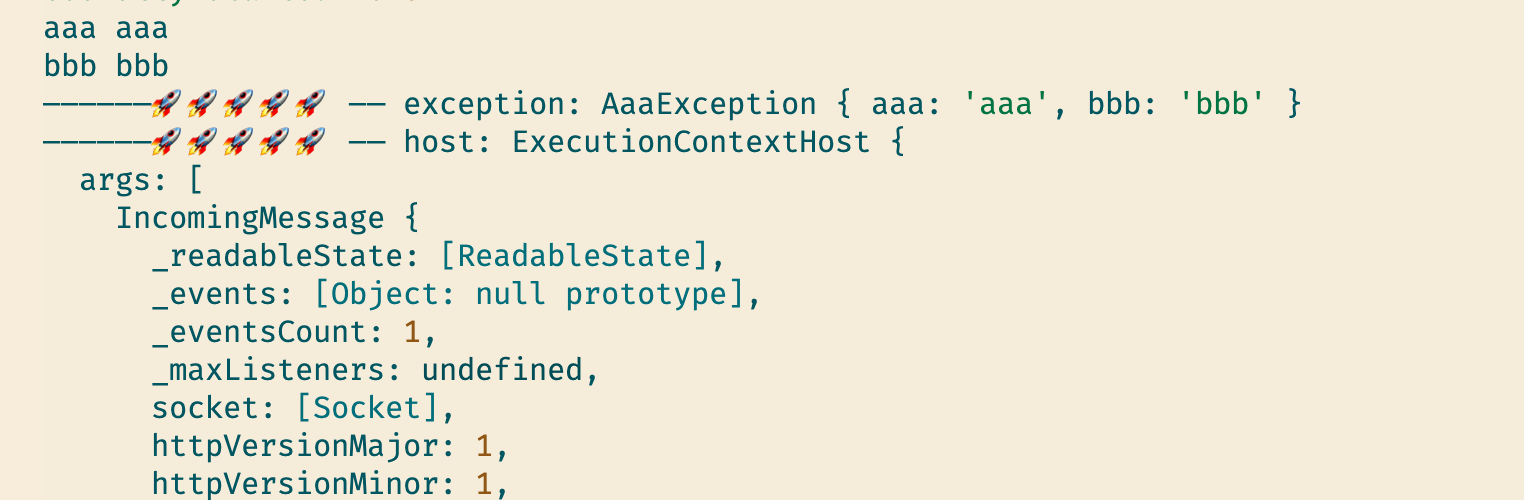 aaa aaa
bbb bbb
——————🚀🚀🚀🚀🚀 —— exception: AaaException { aaa: 'aaa', bbb: 'bbb' }
——————🚀🚀🚀🚀🚀 —— host: ExecutionContextHost {
  args: [
    IncomingMessage {
      _readableState: [ReadableState],
      _events: [Object: null prototype],
      _eventsCount: 1,
      _maxListeners: undefined,
      socket: [Socket],
      httpVersionMajor: 1,
      httpVersionMinor: 1,